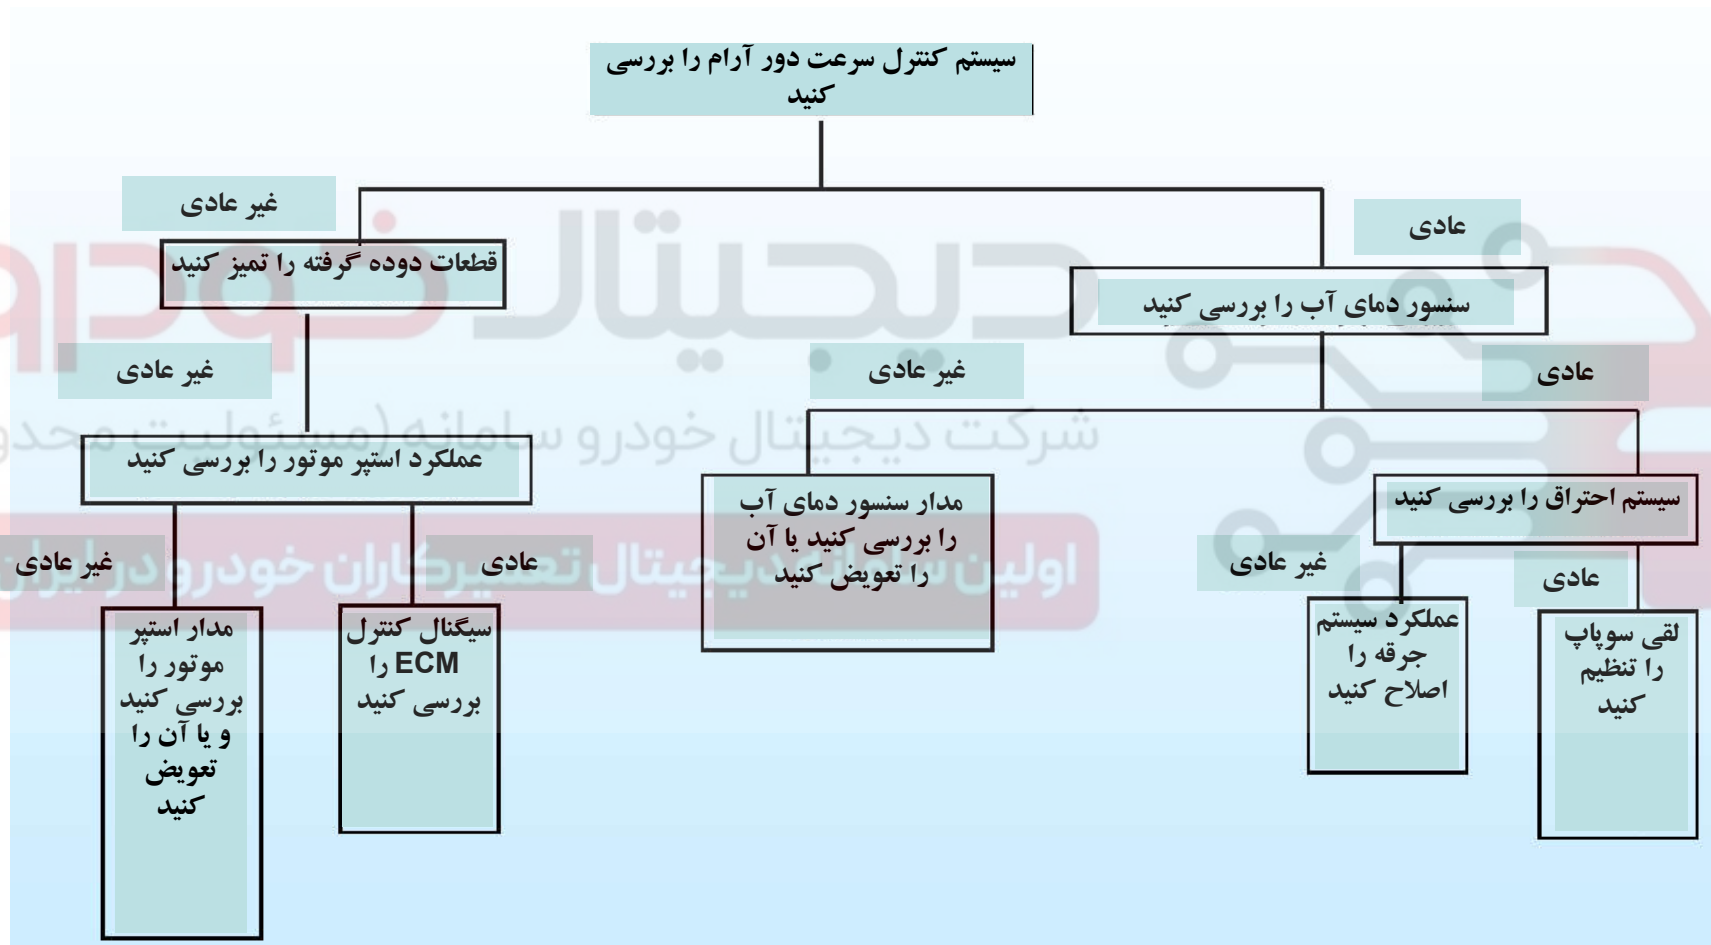 سیستم کنترل سرعت دور آرام را بررسی
کنید
غیر عادی
عادی
قطعات دوده گرفته را تمیز کنید
سنسور دمای آب را بررسی کنید
دیجیتال خودرو
غیر عادی
غیر عادی
عادی
شرکت دیجیتال خودرو سامانه (مسئولیت محدو
عملکرد استپر موتور را بررسی کنید
مدار سنسور دمای آب
را بررسی کنید یا آن
را تعویض کنید
سیستم احتراق را بررسی کنید
اولین سامانه دیجیتال تعمیرکاران خودرو در ایران
غیر عادی
عادی
غیر عادی
عادی
مدار استپر
موتور را
بررسی کنید
و یا آن را
تعویض
کنید
سیگنال کنترل
ECM را
بررسی کنید
عملکرد سیستم
جرقه را
اصلاح کنید
لقی سوپاپ
را تنظیم
کنید